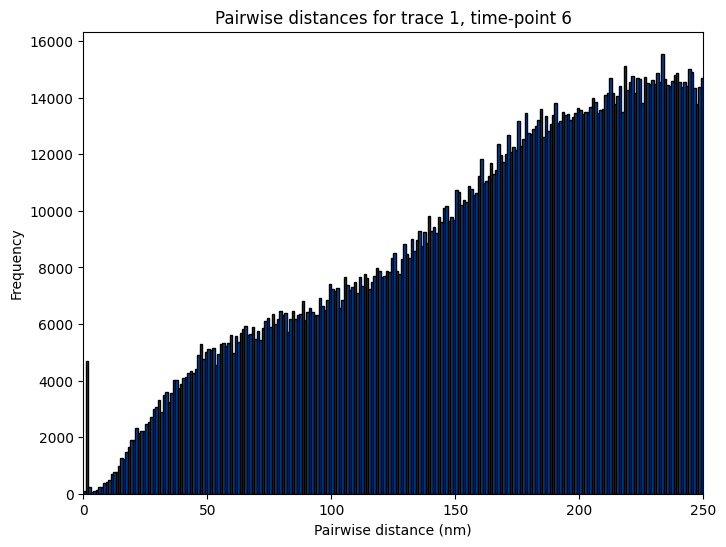 Pairwise distances for trace 1, time-point 6
16000
14000
12000
10000
8000
6000
4000
2000
0
Frequency
0 50 100 150 200 250
Pairwise distance (nm)